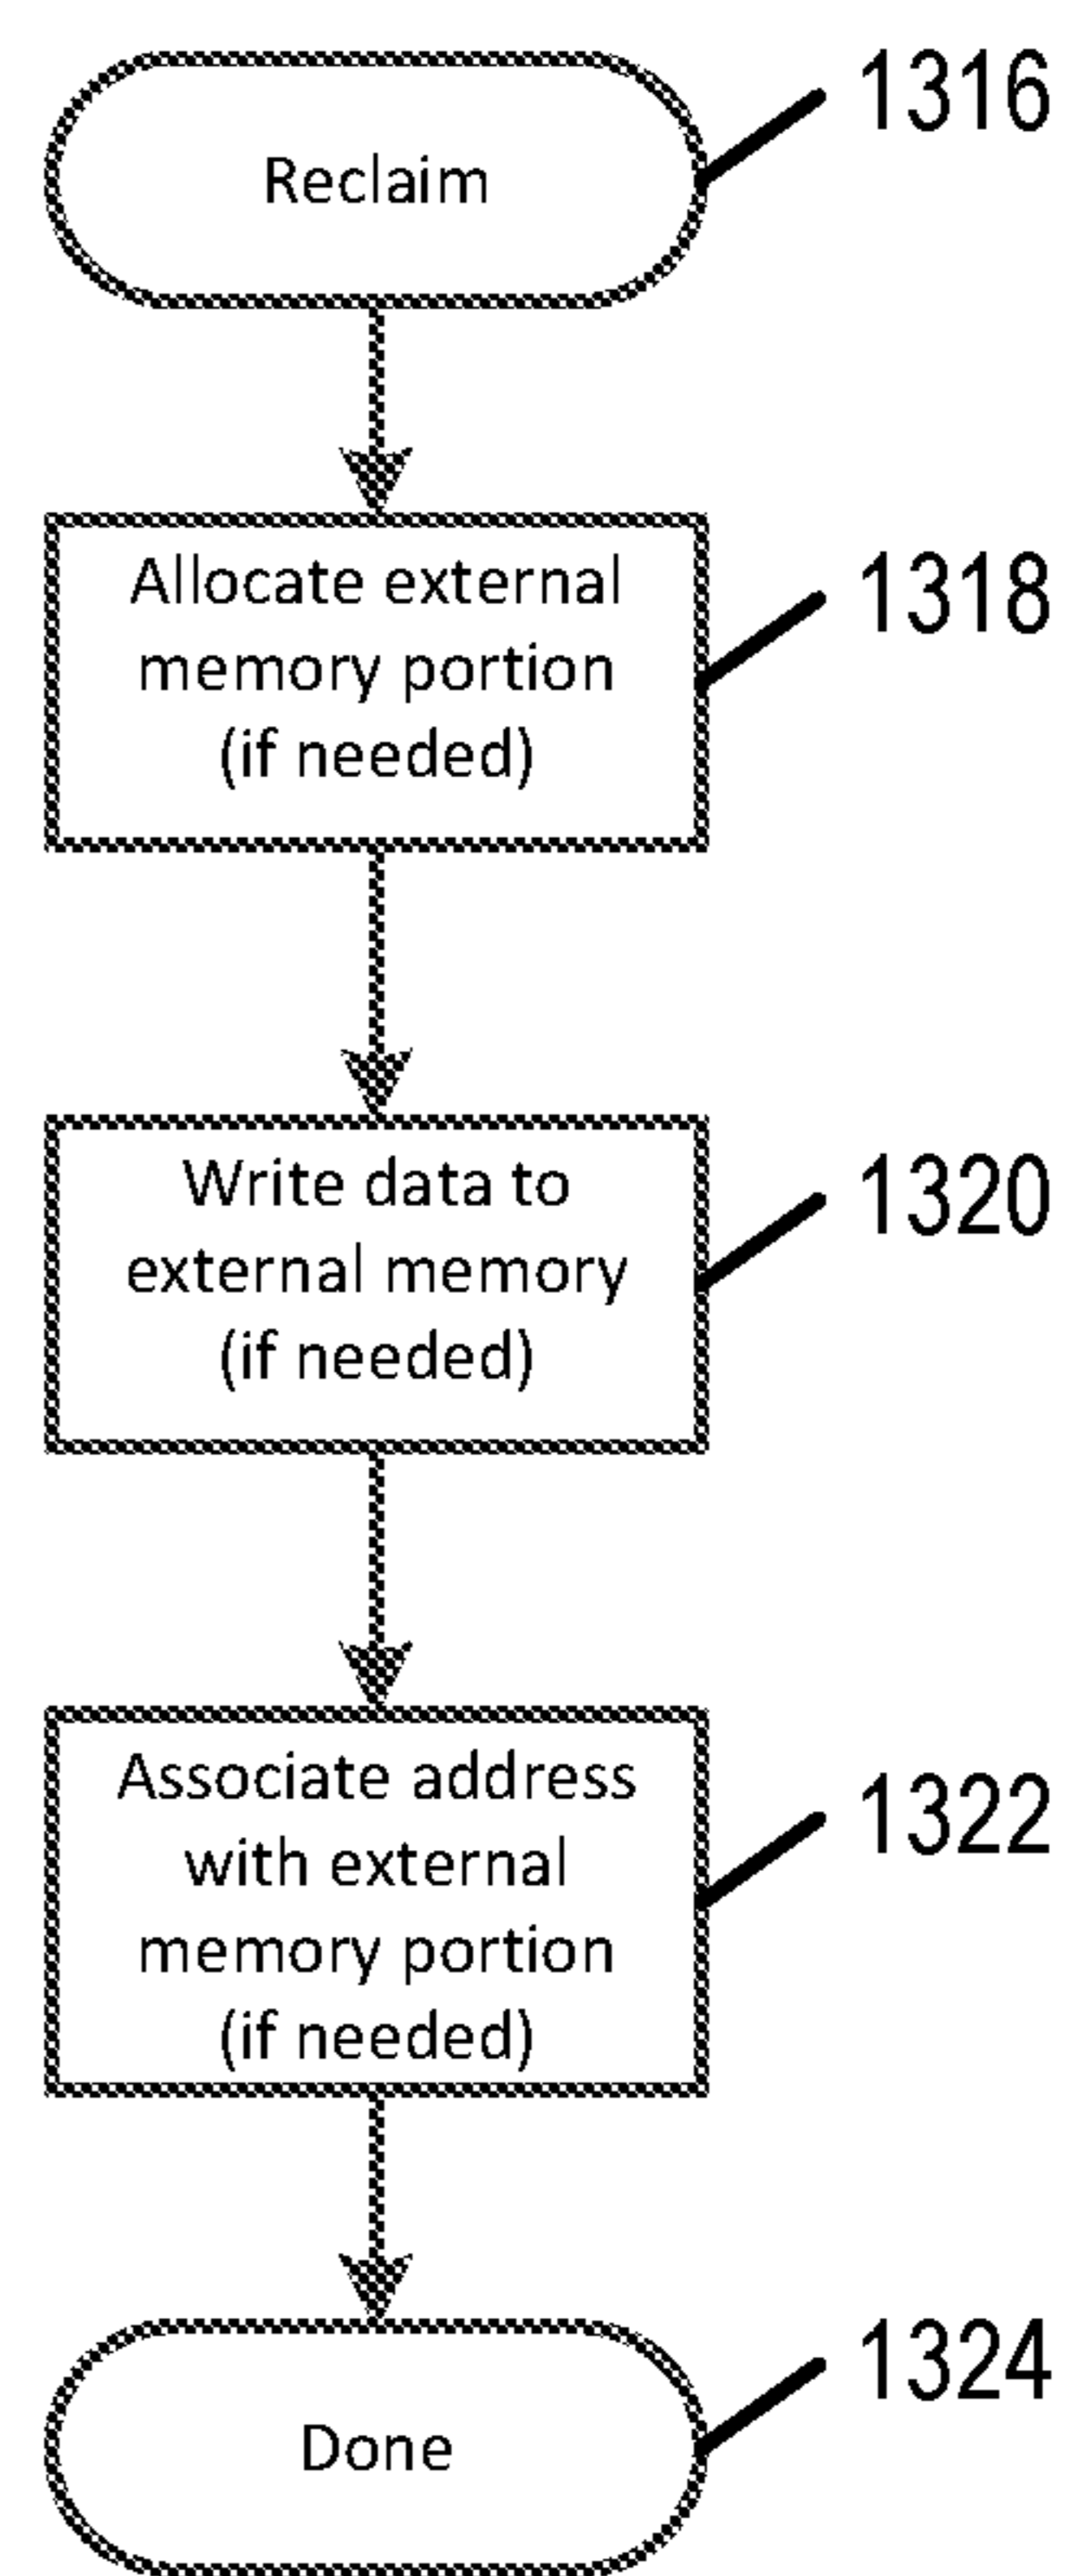 Reclaim
1316
Allocate external
memory portion
(if needed)
1318
Write data to
external memory
(if needed)
1320
Associate address
with external
memory portion
(if needed)
1322
Done
1324